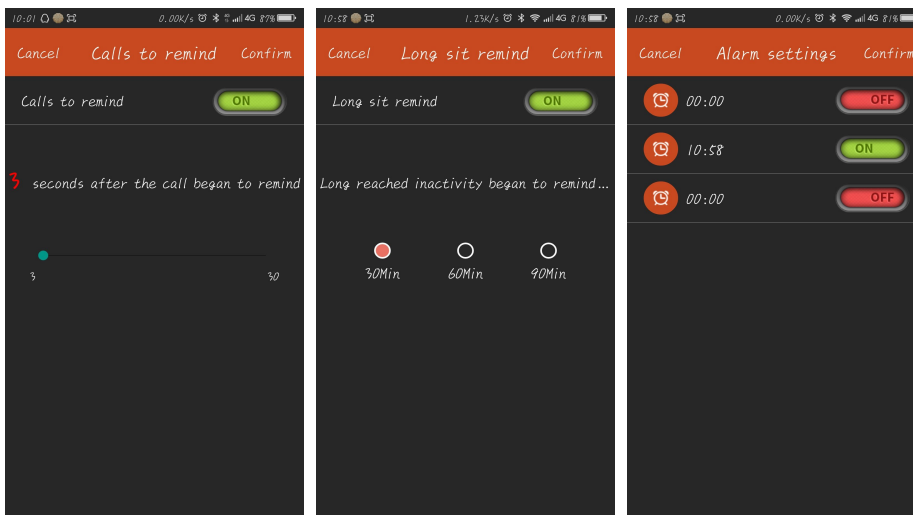 10:01 0.00K/s 4G 87%
Cancel Calls to remind Confirm
Calls to remind ON
3 seconds after the call began to remind
3 30
10:58 1.23K/s 4G 81%
Cancel Long sit remind Confirm
Long sit remind ON
Long reached inactivity began to remind...
30Min 60Min 90Min
10:58 0.00K/s 4G 81%
Cancel Alarm settings Confirm
00:00 OFF
10:58 ON
00:00 OFF